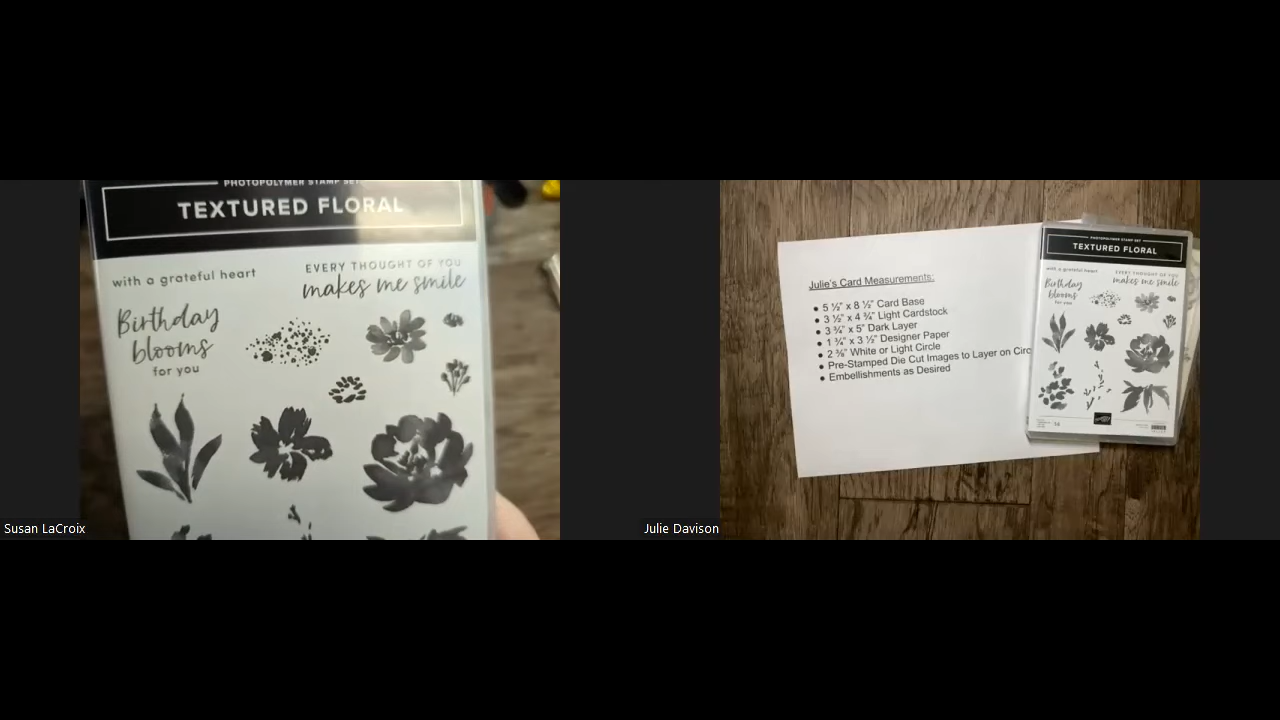 PHOTOPOLYMER STAMP SET
TEXTURED FLORAL
with a grateful heart
EVERY THOUGHT OF YOU
makes me smile
Birthday
blooms
for you
Susan LaCroix
Julie's Card Measurements:
5 ½" x 8 ½" Card Base
3 ½" x 4 ¾" Light Cardstock
3 ¾" x 5" Dark Layer
1 ¾" x 3 ½" Designer Paper
2 ⅜" White or Light Circle
Pre-Stamped Die Cut Images to Layer on Circ
Embellishments as Desired
PHOTOPOLYMER STAMP SET
TEXTURED FLORAL
with a grateful heart
EVERY THOUGHT OF YOU
makes me smile
Birthday
blooms
for you
Julie Davison